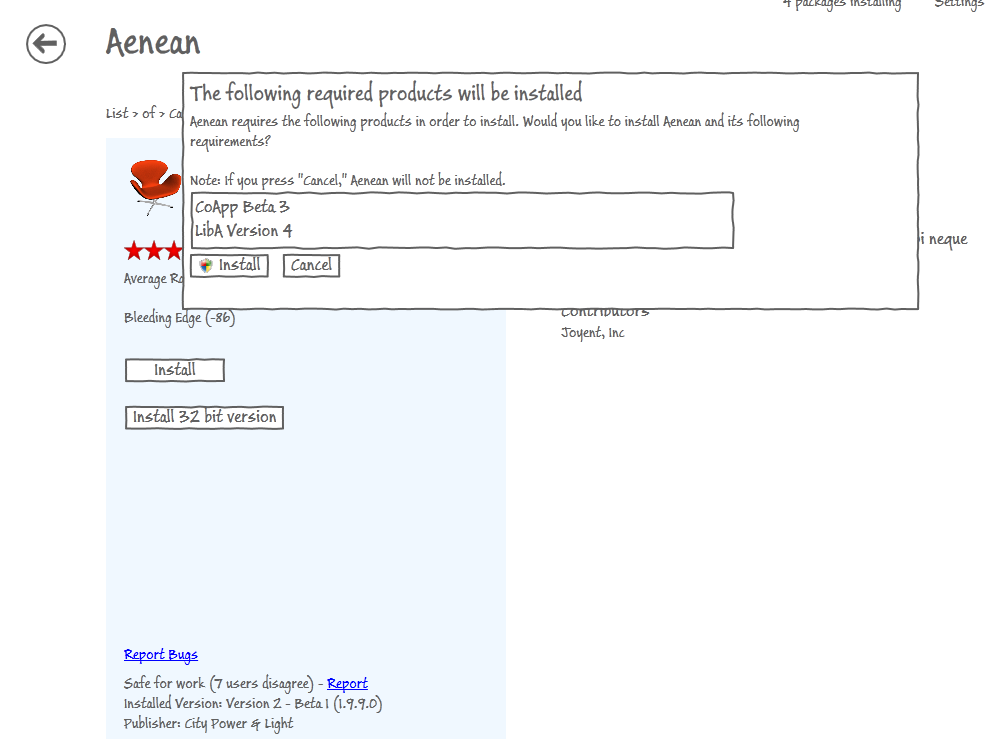 4 packages installing Settings
Aenean
The following required products will be installed
List > of > Ca
Aenean requires the following products in order to install. Would you like to install Aenean and its following
requirements?
Note: If you press "Cancel," Aenean will not be installed.
CoApp Beta 3
LibA Version 4
i neque
Install Cancel
Average Ra
Bleeding Edge (-86)
Contributors
Joyent, Inc
Install
Install 32 bit version
Report Bugs
Safe for work (7 users disagree) - Report
Installed Version: Version 2 - Beta 1 (1.9.9.0)
Publisher: City Power & Light